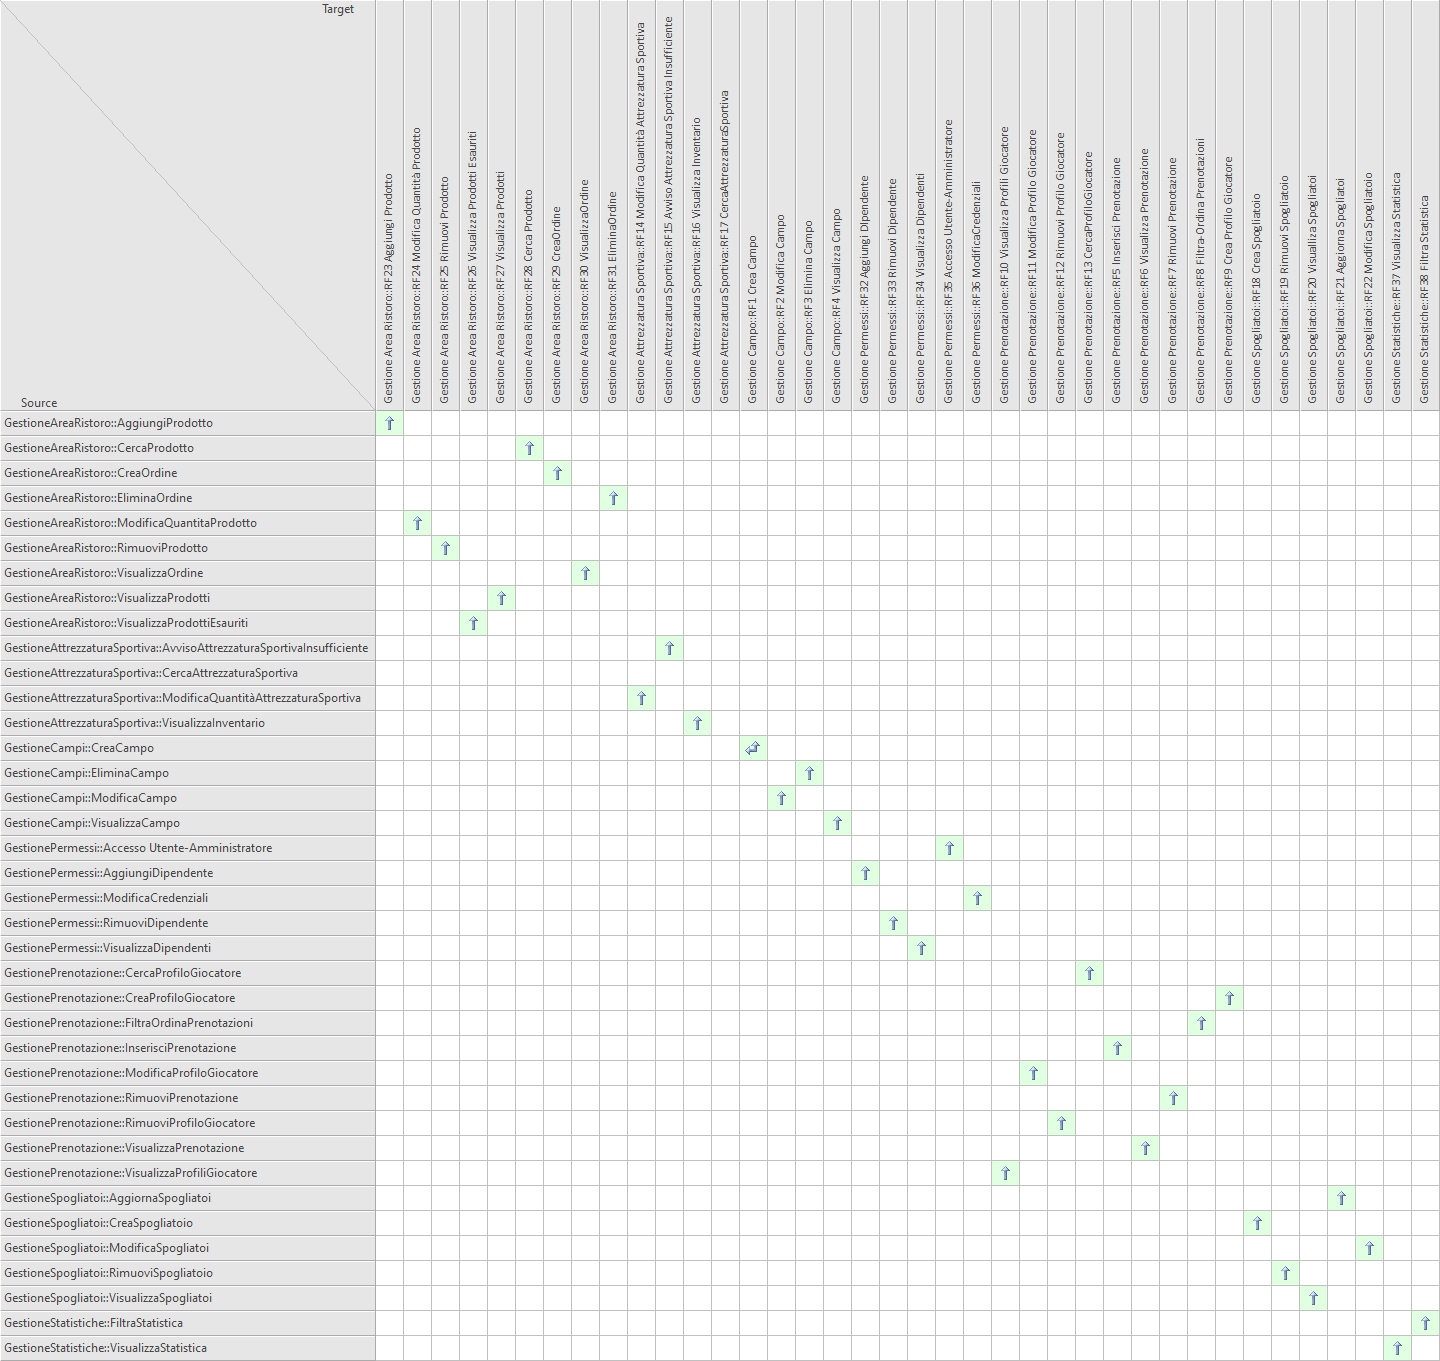 Target
Source
Gestione Area Ristoro::RF23 Aggiungi Prodotto
Gestione Area Ristoro::RF24 Modifica Quantità Prodotto
Gestione Area Ristoro::RF25 Rimuovi Prodotto
Gestione Area Ristoro::RF26 Visualizza Prodotti Esauriti
Gestione Area Ristoro::RF27 Visualizza Prodotti
Gestione Area Ristoro::RF28 Cerca Prodotto
Gestione Area Ristoro::RF29 CreaOrdine
Gestione Area Ristoro::RF30 VisualizzaOrdine
Gestione Area Ristoro::RF31 EliminaOrdine
Gestione Attrezzatura Sportiva::RF14 Modifica Quantità Attrezzatura Sportiva
Gestione Attrezzatura Sportiva::RF15 Avviso Attrezzatura Sportiva Insufficiente
Gestione Attrezzatura Sportiva::RF16 Visualizza Inventario
Gestione Attrezzatura Sportiva::RF17 CercaAttrezzaturaSportiva
Gestione Campo::RF1 Crea Campo
Gestione Campo::RF2 Modifica Campo
Gestione Campo::RF3 Elimina Campo
Gestione Campo::RF4 Visualizza Campo
Gestione Permessi::RF32 Aggiungi Dipendente
Gestione Permessi::RF33 Rimuovi Dipendente
Gestione Permessi::RF34 Visualizza Dipendenti
Gestione Permessi::RF35 Accesso Utente-Amministratore
Gestione Permessi::RF36 ModificaCredenziali
Gestione Prenotazione::RF10 Visualizza Profili Giocatore
Gestione Prenotazione::RF11 Modifica Profilo Giocatore
Gestione Prenotazione::RF12 Rimuovi Profilo Giocatore
Gestione Prenotazione::RF13 CercaProfiloGiocatore
Gestione Prenotazione::RF5 Inserisci Prenotazione
Gestione Prenotazione::RF6 Visualizza Prenotazione
Gestione Prenotazione::RF7 Rimuovi Prenotazione
Gestione Prenotazione::RF8 Filtra-Ordina Prenotazioni
Gestione Prenotazione::RF9 Crea Profilo Giocatore
Gestione Spogliatoi::RF18 Crea Spogliatoio
Gestione Spogliatoi::RF19 Rimuovi Spogliatoio
Gestione Spogliatoi::RF20 Visualliza Spogliatoi
Gestione Spogliatoi::RF21 Aggiorna Spogliatoi
Gestione Spogliatoi::RF22 Modifica Spogliatoio
Gestione Statistiche::RF37 Visualizza Statistica
Gestione Statistiche::RF38 Filtra Statistica
GestioneAreaRistoro::AggiungiProdotto
GestioneAreaRistoro::CercaProdotto
GestioneAreaRistoro::CreaOrdine
GestioneAreaRistoro::EliminaOrdine
GestioneAreaRistoro::ModificaQuantitaProdotto
GestioneAreaRistoro::RimuoviProdotto
GestioneAreaRistoro::VisualizzaOrdine
GestioneAreaRistoro::VisualizzaProdotti
GestioneAreaRistoro::VisualizzaProdottiEsauriti
GestioneAttrezzaturaSportiva::AvvisoAttrezzaturaSportivaInsufficiente
GestioneAttrezzaturaSportiva::CercaAttrezzaturaSportiva
GestioneAttrezzaturaSportiva::ModificaQuantitàAttrezzaturaSportiva
GestioneAttrezzaturaSportiva::VisualizzaInventario
GestioneCampi::CreaCampo
GestioneCampi::EliminaCampo
GestioneCampi::ModificaCampo
GestioneCampi::VisualizzaCampo
GestionePermessi::Accesso Utente-Amministratore
GestionePermessi::AggiungiDipendente
GestionePermessi::ModificaCredenziali
GestionePermessi::RimuoviDipendente
GestionePermessi::VisualizzaDipendenti
GestionePrenotazione::CercaProfiloGiocatore
GestionePrenotazione::CreaProfiloGiocatore
GestionePrenotazione::FiltraOrdinaPrenotazioni
GestionePrenotazione::InserisciPrenotazione
GestionePrenotazione::ModificaProfiloGiocatore
GestionePrenotazione::RimuoviPrenotazione
GestionePrenotazione::RimuoviProfiloGiocatore
GestionePrenotazione::VisualizzaPrenotazione
GestionePrenotazione::VisualizzaProfiliGiocatore
GestioneSpogliatoi::AggiornaSpogliatoi
GestioneSpogliatoi::CreaSpogliatoio
GestioneSpogliatoi::ModificaSpogliatoi
GestioneSpogliatoi::RimuoviSpogliatoio
GestioneSpogliatoi::VisualizzaSpogliatoi
GestioneStatistiche::FiltraStatistica
GestioneStatistiche::VisualizzaStatistica